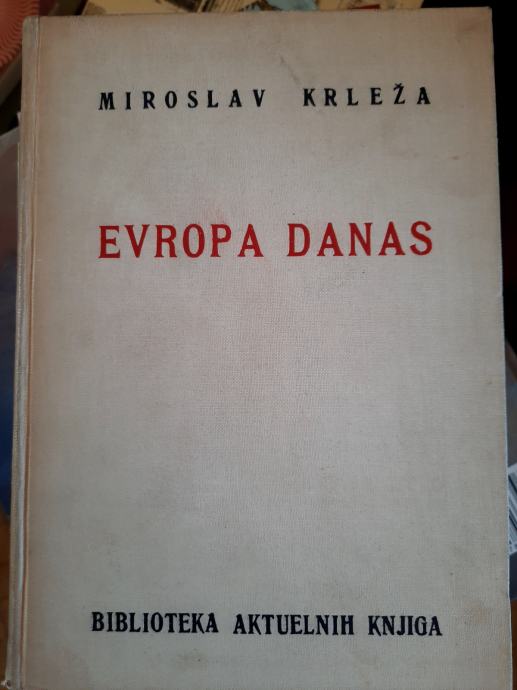 MIROSLAV KRLEŽA
EVROPA DANAS
BIBLIOTEKA AKTUELNIH KNJIGA